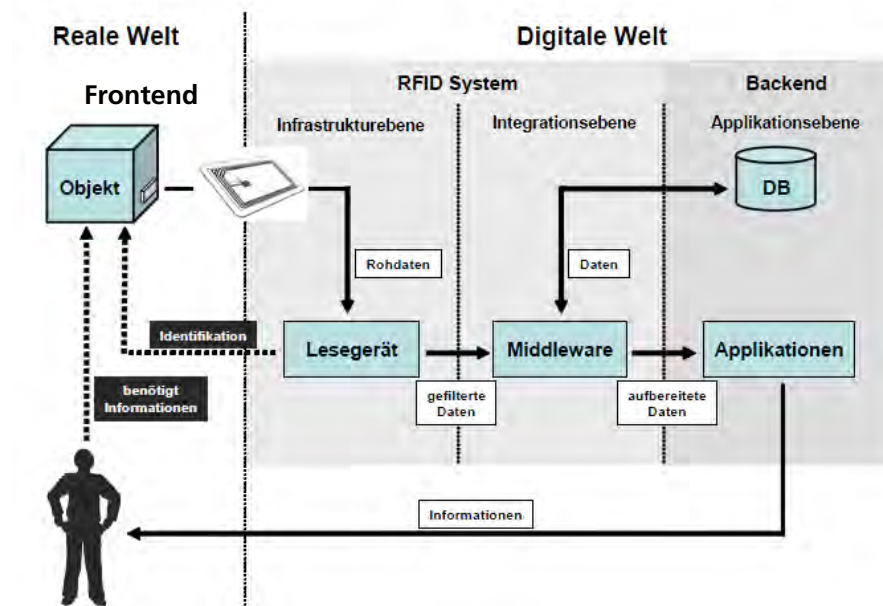 Reale Welt
Digitale Welt
Frontend
RFID System
Backend
Infrastrukturebene
Integrationsebene
Applikationsebene
Objekt
DB
Rohdaten
Daten
Identifikation
Lesegerät
Middleware
Applikationen
benötigt
Informationen
gefilterte
Daten
aufbereitete
Daten
Informationen